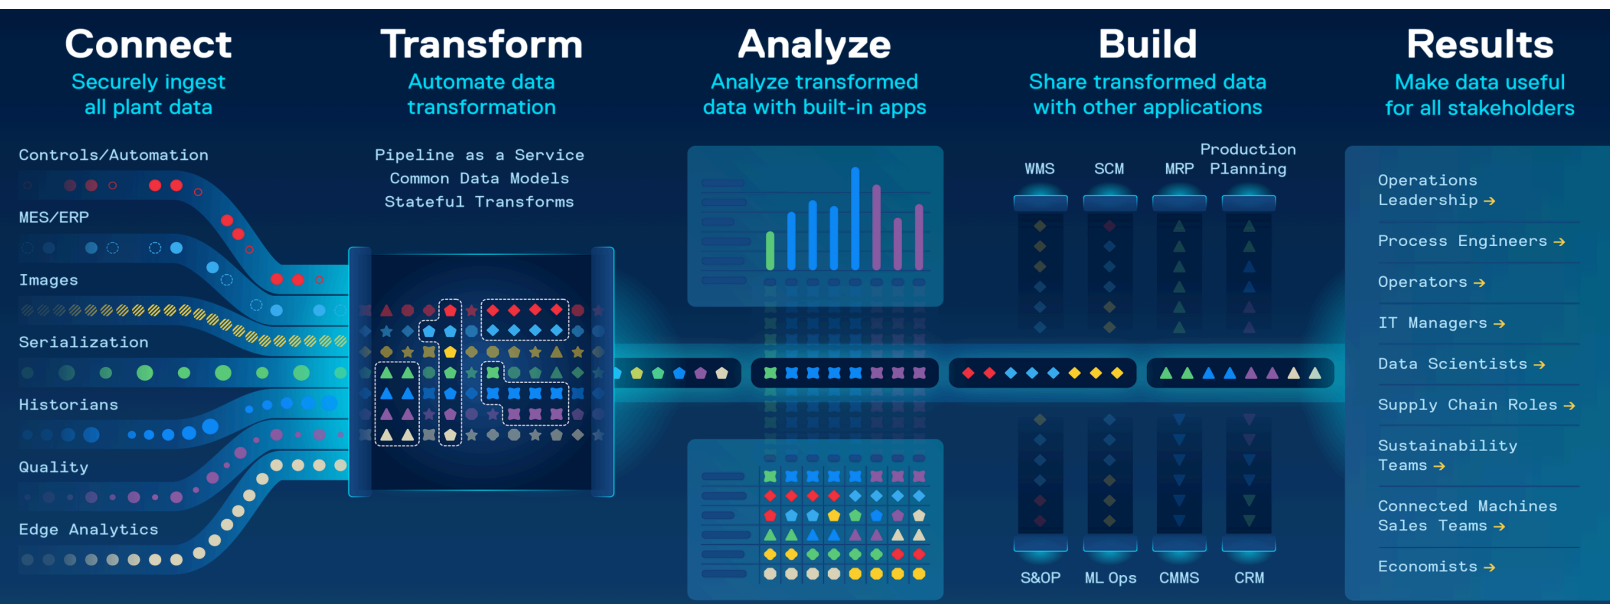 Connect
Securely ingest
all plant data
Controls/Automation
MES/ERP
Images
Serialization
Historians
Quality
Edge Analytics
Transform
Automate data
transformation
Pipeline as a Service
Common Data Models
Stateful Transforms
Analyze
Analyze transformed
data with built-in apps
Build
Share transformed data
with other applications
WMS
SCM
MRP
Production
Planning
S&OP
ML Ops
CMMS
CRM
Results
Make data useful
for all stakeholders
Operations
Leadership →
Process Engineers →
Operators →
IT Managers →
Data Scientists →
Supply Chain Roles →
Sustainability
Teams →
Connected Machines
Sales Teams →
Economists →